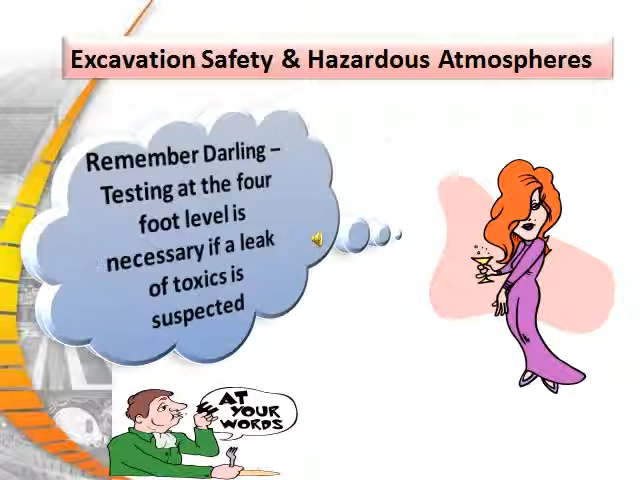 Excavation Safety & Hazardous Atmospheres
Remember Darling –
Testing at the four
foot level is
necessary if a leak
of toxics is
suspected
AT
YOUR
WORDS